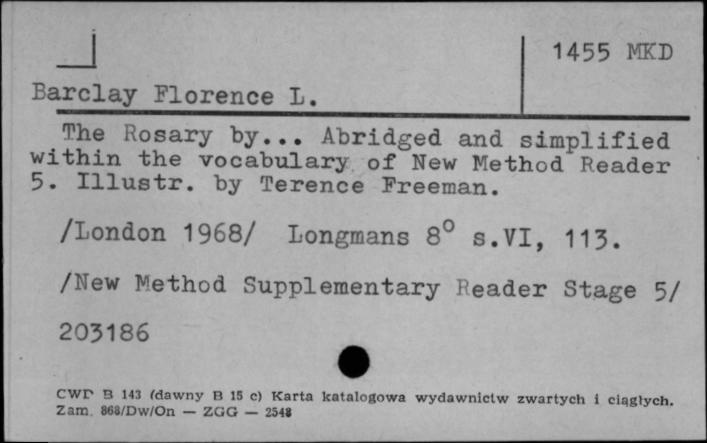 1455 MKD
Barclay Florence L.
The Rosary by... Abridged and simplified
within the vocabulary of New Method Reader
5. Illustr. by Terence Freeman.
/London 1968/ Longmans 8° s.VI, 113.
/New Method Supplementary Reader Stage 5/
203186
CWD B 143 (dawny B 15 c) Karta katalogowa wydawnictw zwartych i ciągłych.
Zam. 868/Dw/On — ZGG — 2548